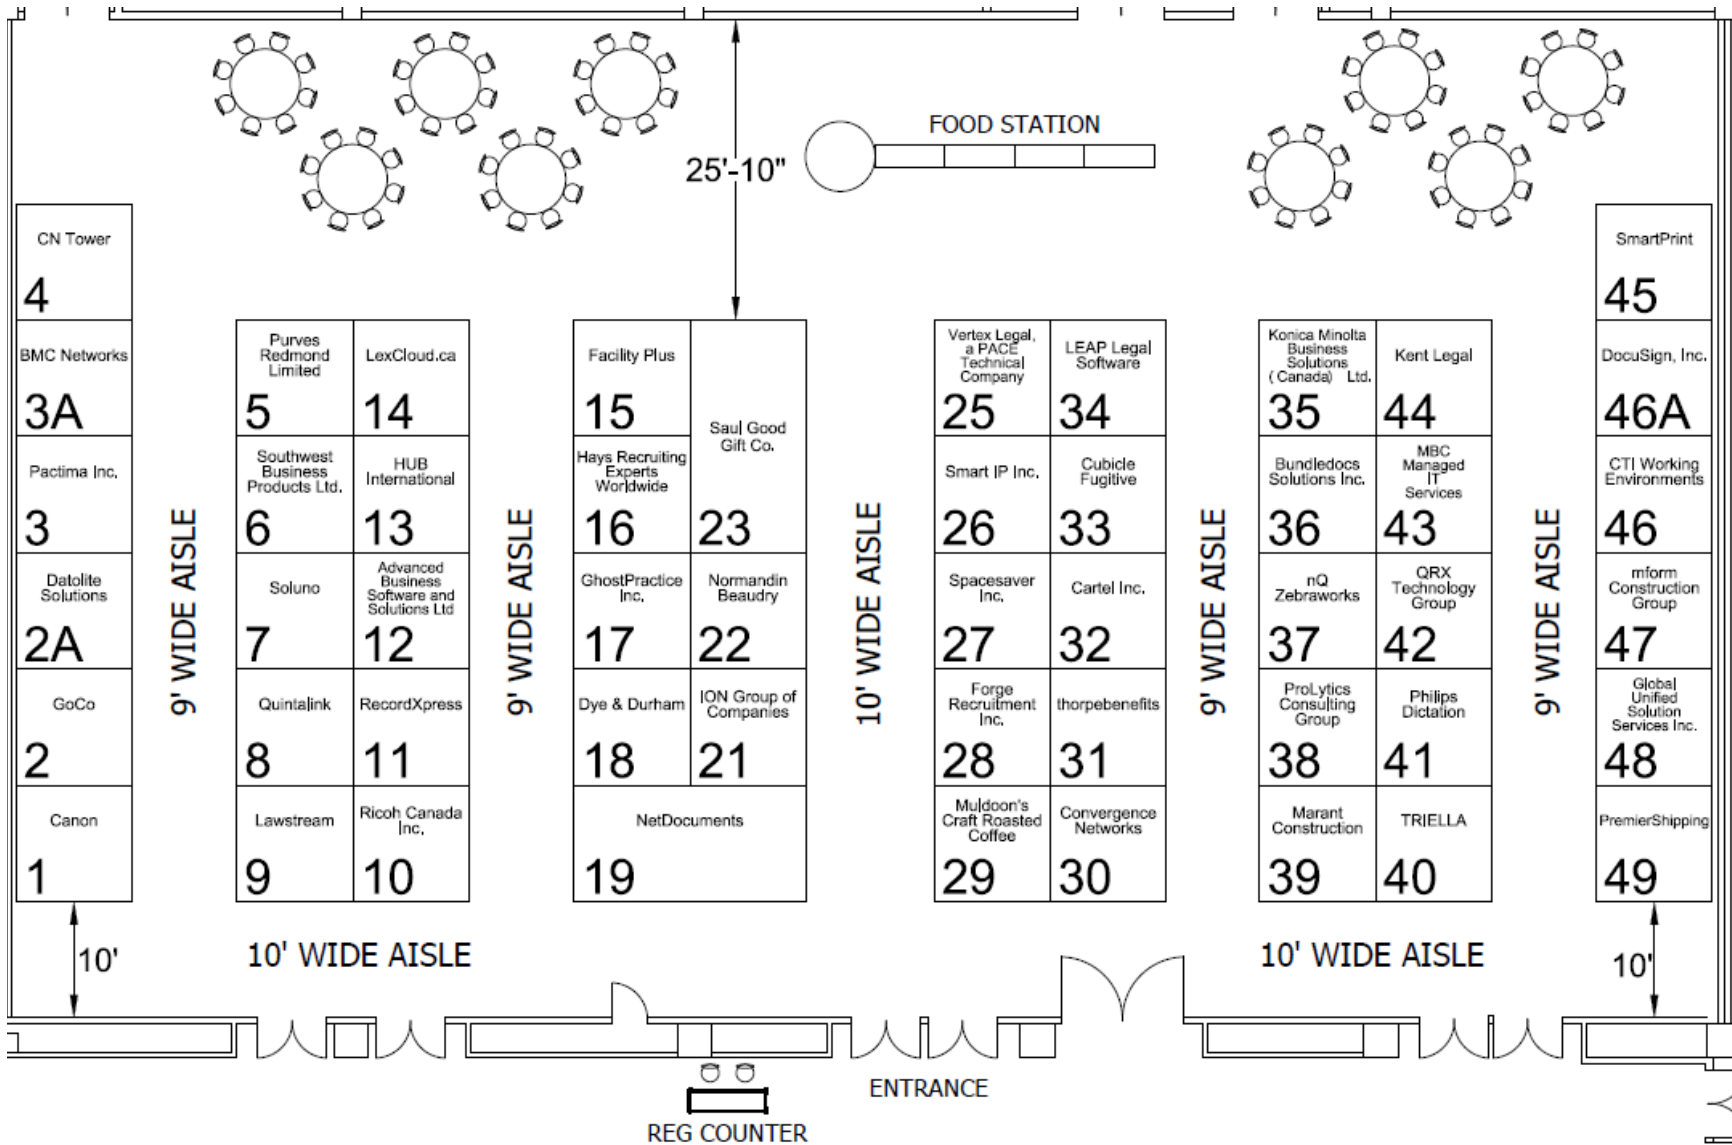 FOOD STATION
25'-10"
CN Tower
4
SmartPrint
45
BMC Networks
3A
Purves
Redmond
Limited
5
LexCloud.ca
14
Facility Plus
15
Saul Good
Gift Co.
23
Vertex Legal,
a PACE
Technical
Company
25
LEAP Legal
Software
34
Konica Minolta
Business
Solutions
(Canada) Ltd.
35
Kent Legal
44
DocuSign, Inc.
46A
Pactima Inc.
3
Southwest
Business
Products Ltd.
6
HUB
International
13
Hays Recruiting
Experts
Worldwide
16
Smart IP Inc.
26
Cubicle
Fugitive
33
Bundledocs
Solutions Inc.
36
MBC
Managed
IT
Services
43
CTI Working
Environments
46
Datolite
Solutions
2A
Soluno
7
Advanced
Business
Software and
Solutions Ltd
12
GhostPractice
Inc.
17
Normandin
Beaudry
22
Spacesaver
Inc.
27
Cartel Inc.
32
nQ
Zebraworks
37
QRX
Technology
Group
42
mform
Construction
Group
47
9' WIDE AISLE
9' WIDE AISLE
10' WIDE AISLE
9' WIDE AISLE
9' WIDE AISLE
GoCo
2
Quintalink
8
RecordXpress
11
Dye & Durham
18
ION Group of
Companies
21
Forge
Recruitment
Inc.
28
thorpebenefits
31
ProLytics
Consulting
Group
38
Philips
Dictation
41
Global
Unified
Solution
Services Inc.
48
Canon
1
Lawstream
9
Ricoh Canada
Inc.
10
NetDocuments
19
Muldoon's
Craft Roasted
Coffee
29
Convergence
Networks
30
Marant
Construction
39
TRIELLA
40
PremierShipping
49
10'
10' WIDE AISLE
10' WIDE AISLE
10'
ENTRANCE
REG COUNTER